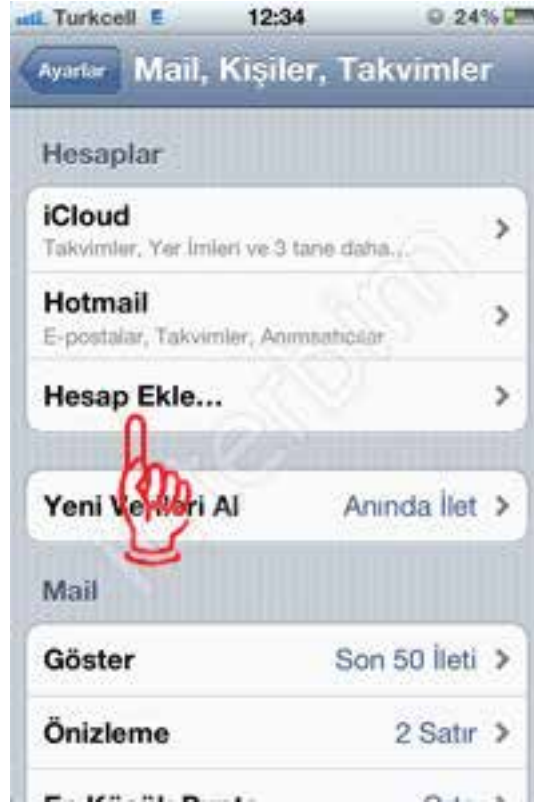 Turkcell E 12:34 24%
Ayarlar Mail, Kişiler, Takvimler
Hesaplar
iCloud
Takvimler, Yer İmleri ve 3 tane daha...
Hotmail
E-postalar, Takvimler, Anımsatıcılar
Hesap Ekle...
Yeni Verileri Al Anında İlet
Mail
Göster Son 50 İleti
Önizleme 2 Satır